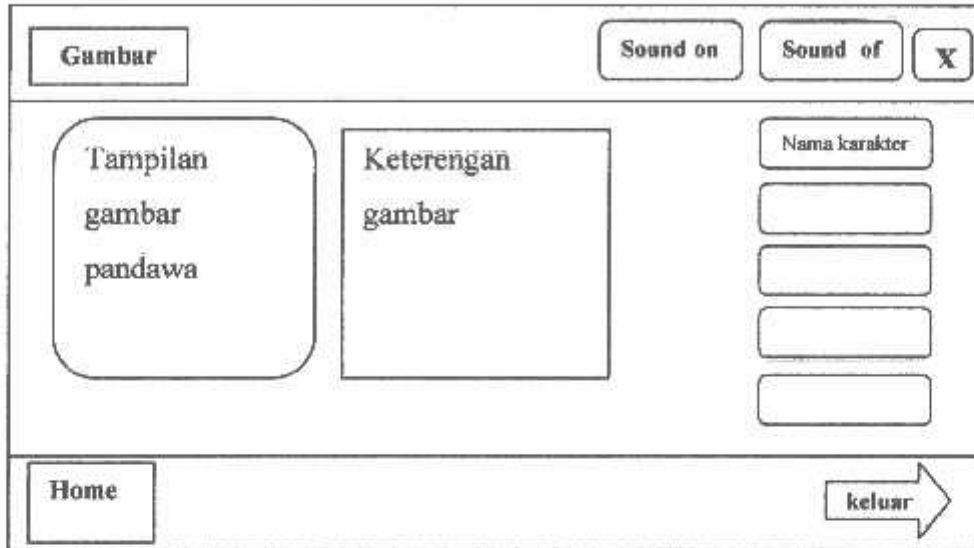 Gambar
Sound on
Sound of
X
Tampilan
gambar
pandawa
Keterengan
gambar
Nama karakter
Home
keluar